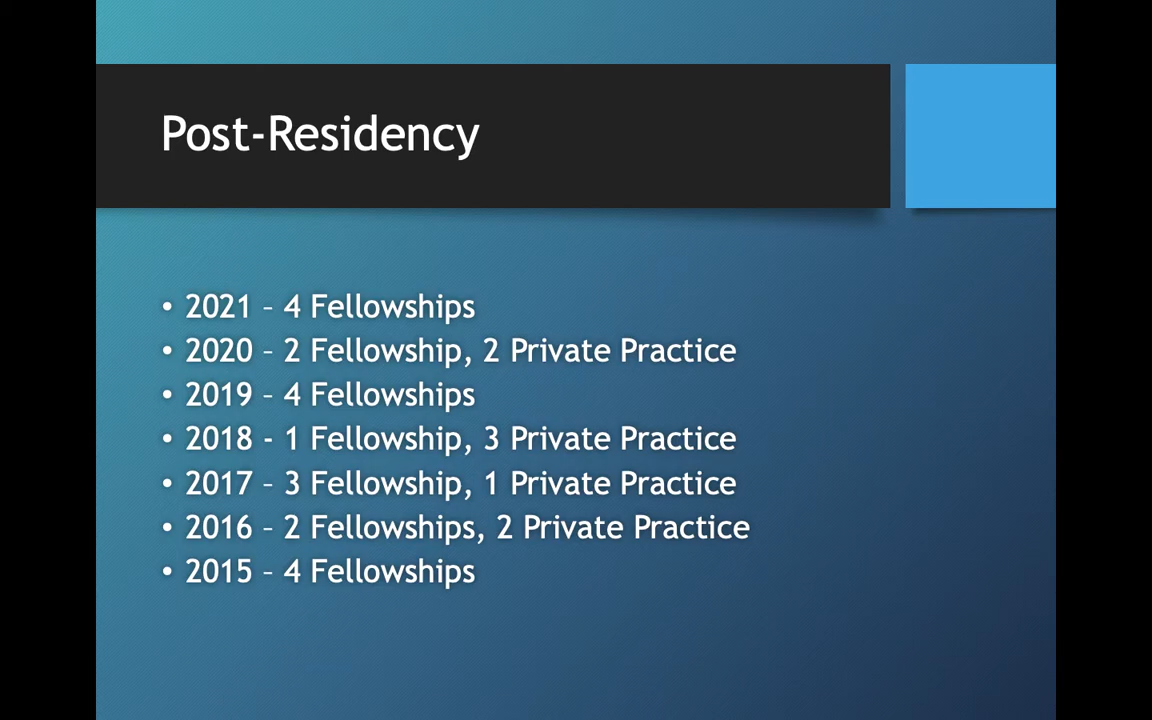 Post-Residency
• 2021 – 4 Fellowships
• 2020 – 2 Fellowship, 2 Private Practice
• 2019 – 4 Fellowships
• 2018 - 1 Fellowship, 3 Private Practice
• 2017 – 3 Fellowship, 1 Private Practice
• 2016 – 2 Fellowships, 2 Private Practice
• 2015 – 4 Fellowships